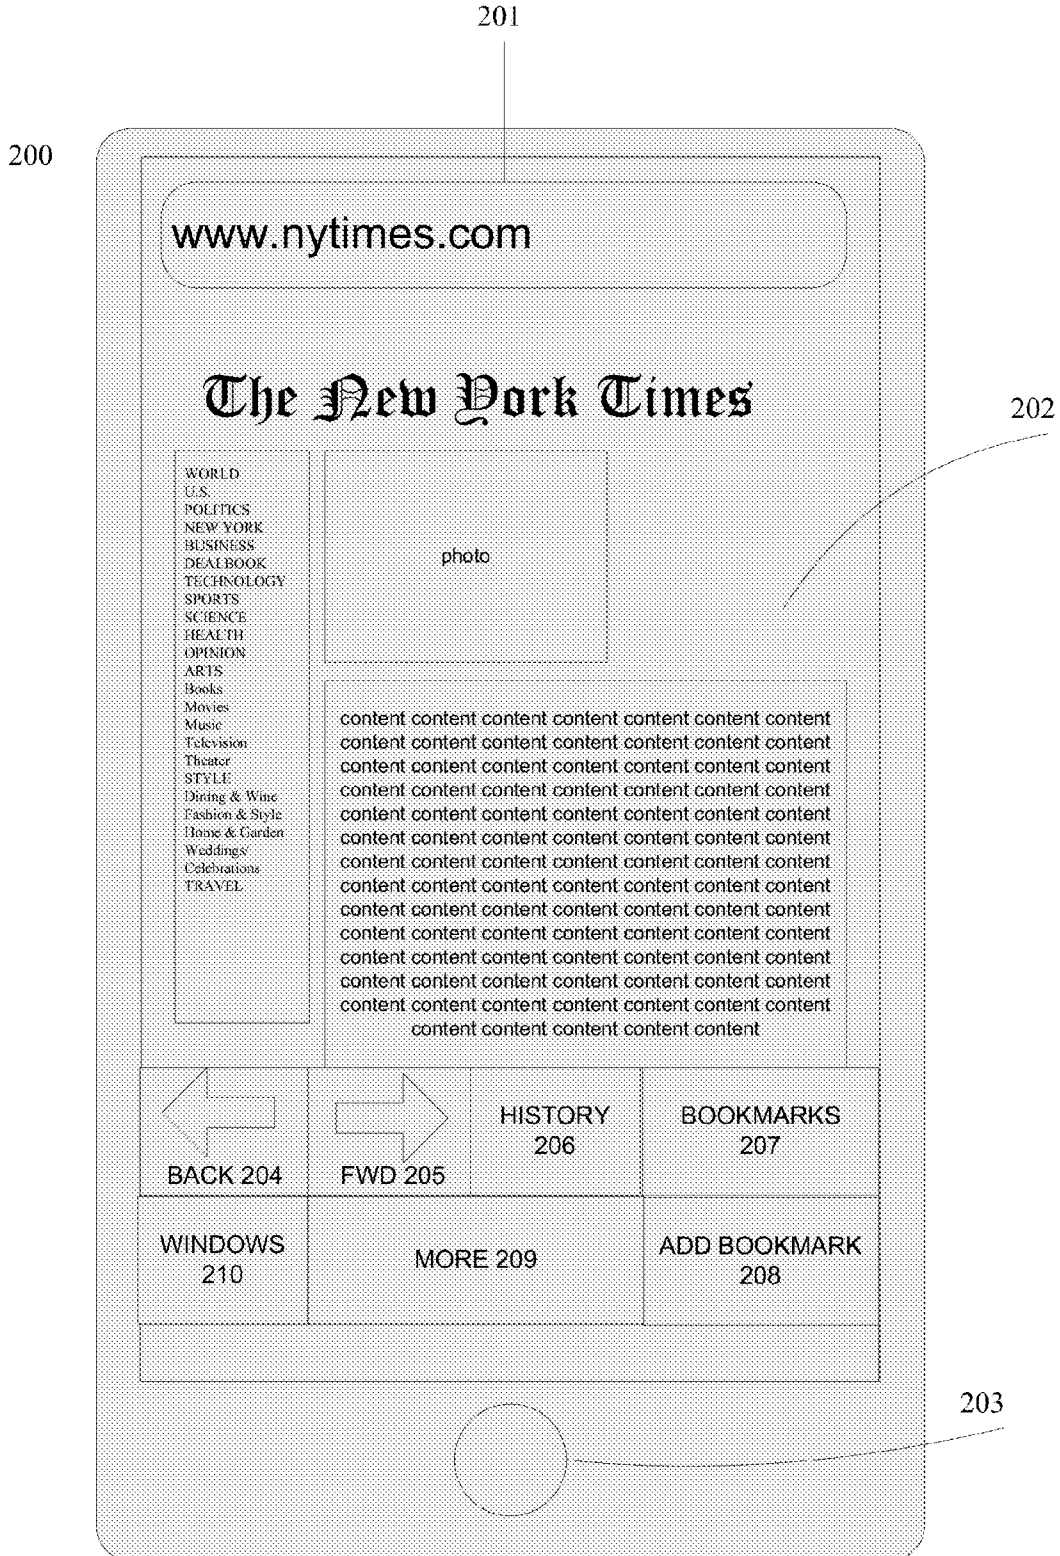 201
200
www.nytimes.com
The New York Times
202
WORLD
U.S.
POLITICS
NEW YORK
BUSINESS
DEALBOOK
TECHNOLOGY
SPORTS
SCIENCE
HEALTH
OPINION
ARTS
Books
Movies
Music
Television
Theater
STYLE
Dining & Wine
Fashion & Style
Home & Garden
Weddings/
Celebrations
TRAVEL
photo
content content content content content content content
content content content content content content content
content content content content content content content
content content content content content content content
content content content content content content content
content content content content content content content
content content content content content content content
content content content content content content content
content content content content content content content
content content content content content content content
content content content content content content content
content content content content content content content
content content content content content content content
content content content content content
BACK 204
FWD 205
HISTORY
206
BOOKMARKS
207
WINDOWS
210
MORE 209
ADD BOOKMARK
208
203